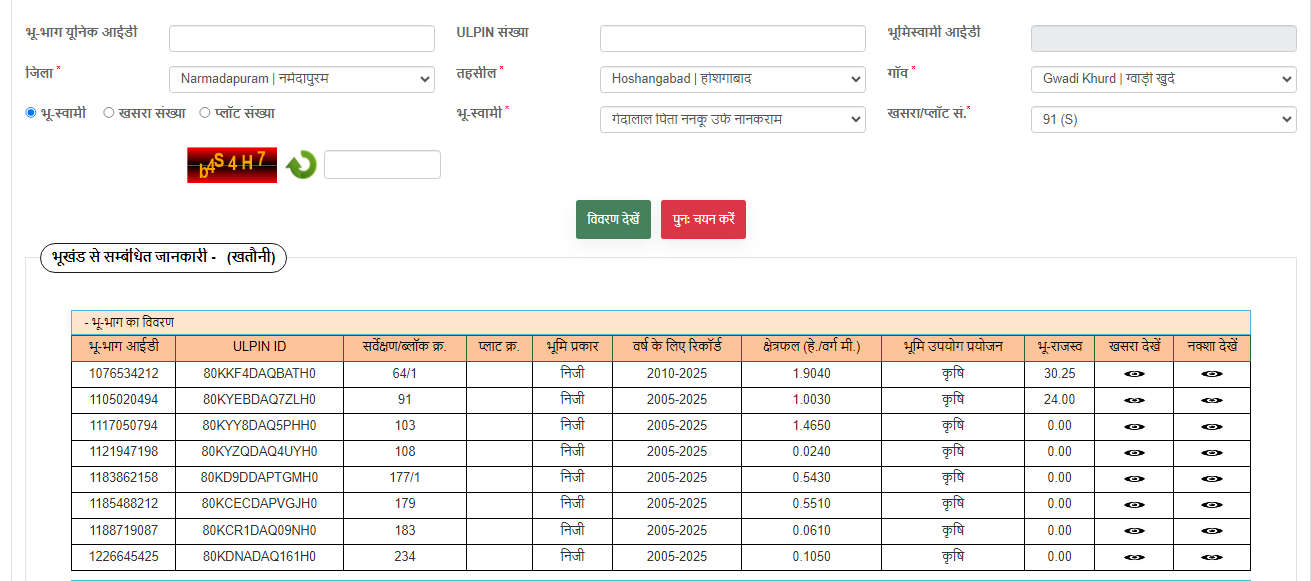 भू-भाग यूनिक आईडी ULPIN संख्या भूमिस्वामी आईडी
जिला * Narmadapuram | नर्मदापुरम तहसील * Hoshangabad | होशंगाबाद गाँव * Gwadi Khurd | ग्वाड़ी खुर्द
भू-स्वामी खसरा संख्या प्लॉट संख्या भू-स्वामी * गेंदालाल पिता ननकू उर्फ नानकराम खसरा/प्लॉट सं.* 91 (S)
b4S4H7
विवरण देखें पुनः चयन करें
भूखंड से सम्बंधित जानकारी - (खतौनी)
- भू-भाग का विवरण
भू-भाग आईडी ULPIN ID सर्वेक्षण/ब्लॉक क्र. प्लाट क्र. भूमि प्रकार वर्ष के लिए रिकॉर्ड क्षेत्रफल (हे./वर्ग मी.) भूमि उपयोग प्रयोजन भू-राजस्व खसरा देखें नक्शा देखें
1076534212 80KKF4DAQBATH0 64/1 निजी 2010-2025 1.9040 कृषि 30.25
1105020494 80KYEBDAQ7ZLH0 91 निजी 2005-2025 1.0030 कृषि 24.00
1117050794 80KYY8DAQ5PHH0 103 निजी 2005-2025 1.4650 कृषि 0.00
1121947198 80KYZQDAQ4UYH0 108 निजी 2005-2025 0.0240 कृषि 0.00
1183862158 80KD9DDAPTGMH0 177/1 निजी 2005-2025 0.5430 कृषि 0.00
1185488212 80KCECDAPVGJH0 179 निजी 2005-2025 0.5510 कृषि 0.00
1188719087 80KCR1DAQ09NH0 183 निजी 2005-2025 0.0610 कृषि 0.00
1226645425 80KDNADAQ161H0 234 निजी 2005-2025 0.1050 कृषि 0.00